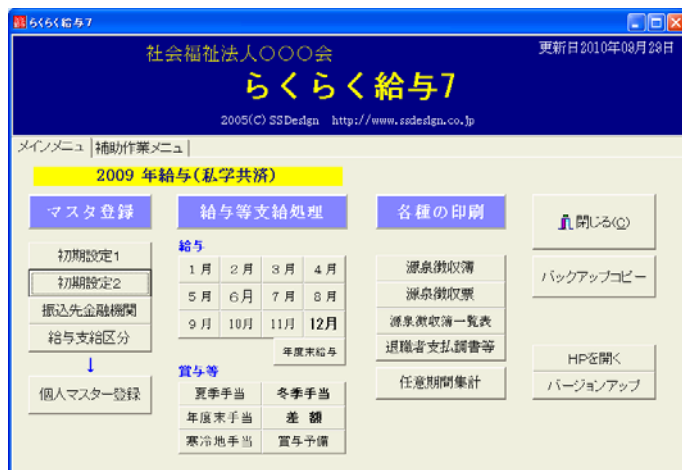 らくらく給与7
社会福祉法人○○○会
更新日2010年09月29日
らくらく給与7
2005(C) SSDesign http://www.ssdesign.co.jp
メインメニュ
補助作業メニュ
2009 年給与(私学共済)
マスタ登録
初期設定1
初期設定2
振込先金融機関
給与支給区分
↓
個人マスター登録
給与等支給処理
給与
1月 2月 3月 4月
5月 6月 7月 8月
9月 10月 11月 12月
年度末給与
賞与等
夏季手当 冬季手当
年度末手当 差 額
寒冷地手当 賞与予備
各種の印刷
源泉徴収簿
源泉徴収票
源泉徴収簿一覧表
退職者支払調書等
任意期間集計
閉じる(C)
バックアップコピー
HPを開く
バージョンアップ